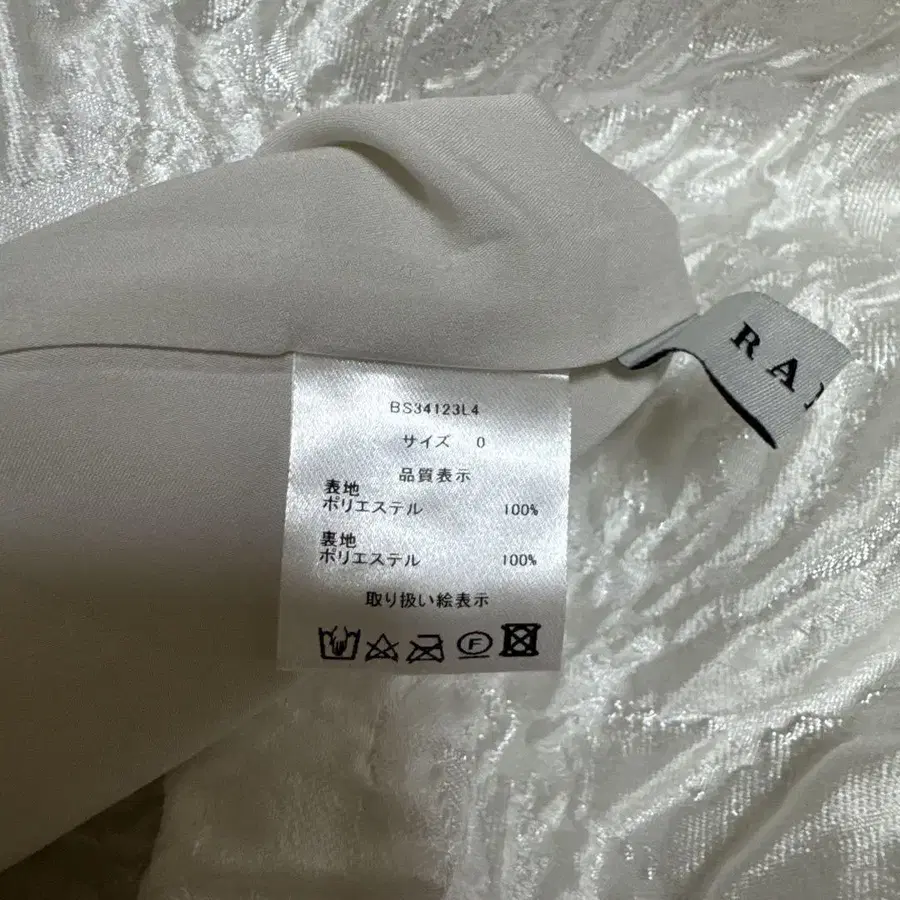 BS34123L4
サイズ 0
品質表示
表地
ポリエステル 100%
裏地
ポリエステル 100%
取り扱い絵表示
F
RA